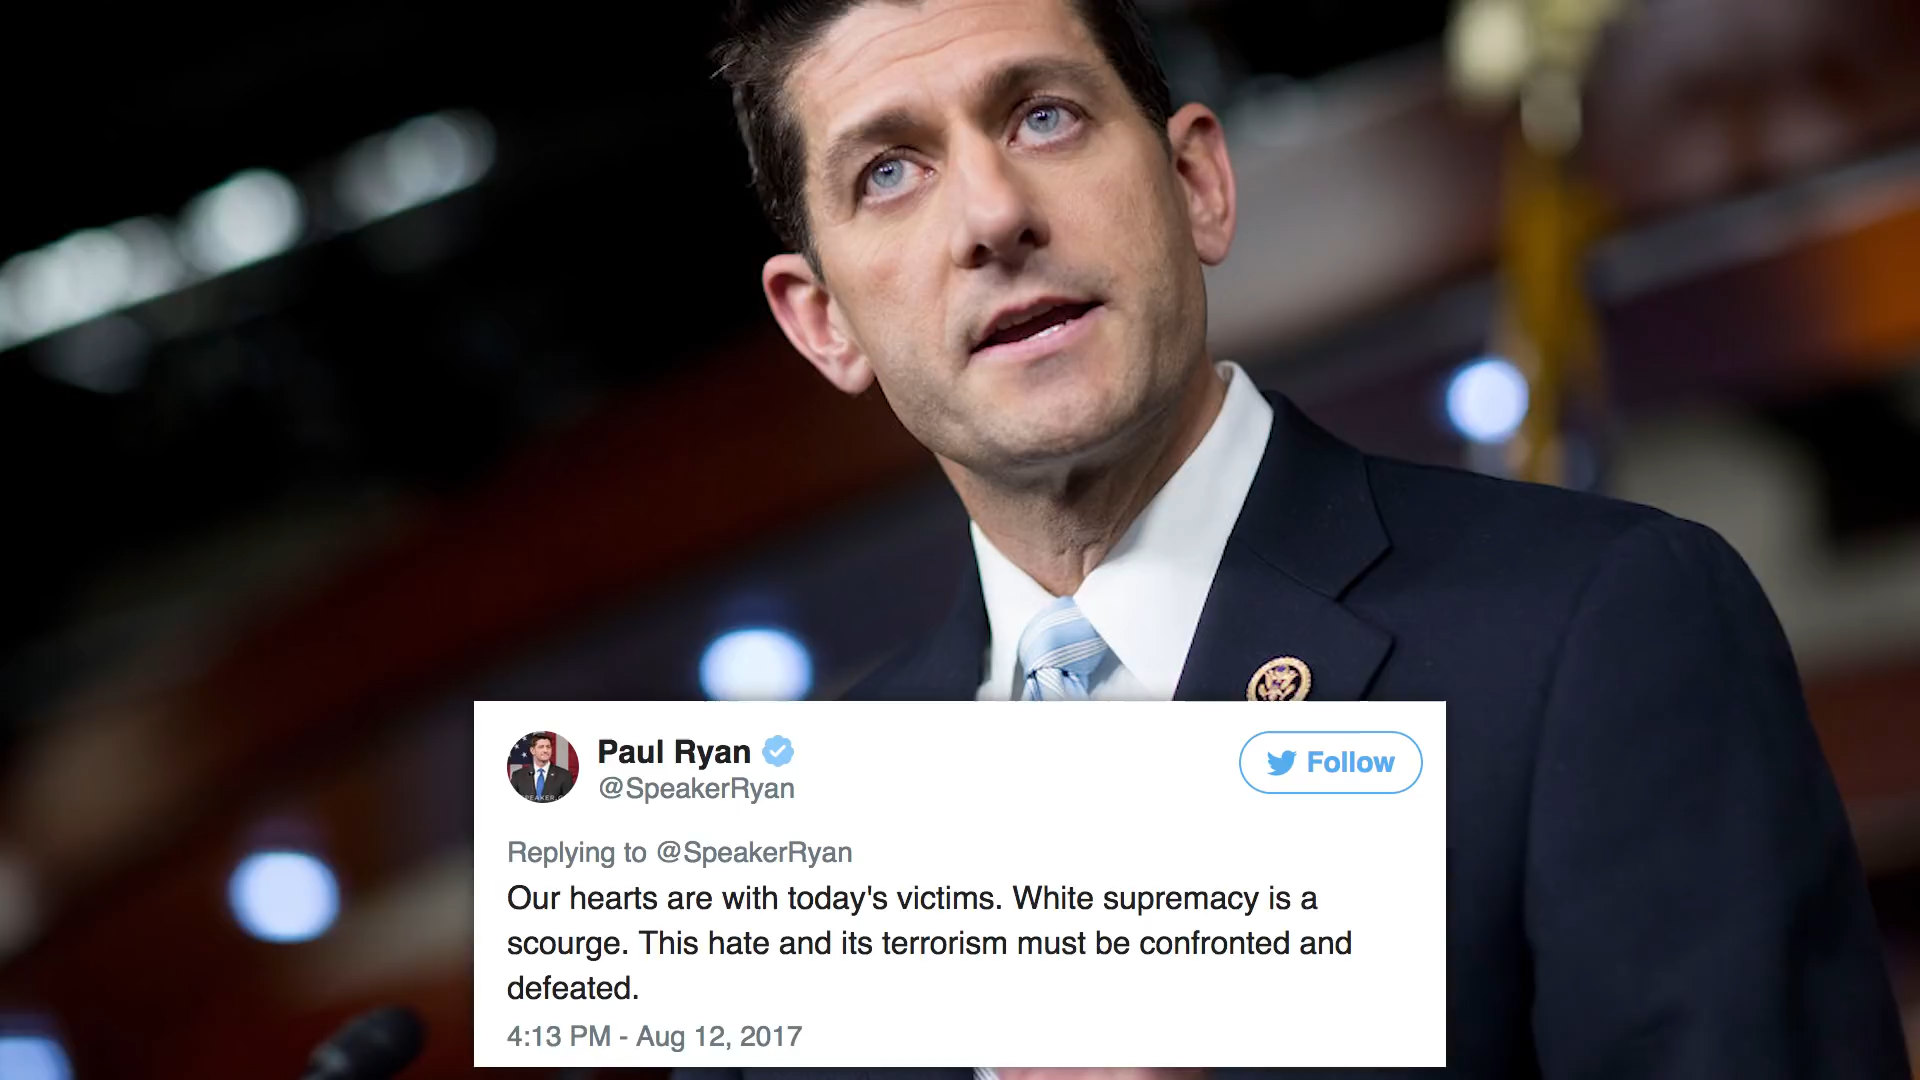 Paul Ryan
@SpeakerRyan
Follow
Replying to @SpeakerRyan
Our hearts are with today's victims. White supremacy is a
scourge. This hate and its terrorism must be confronted and
defeated.
4:13 PM - Aug 12, 2017